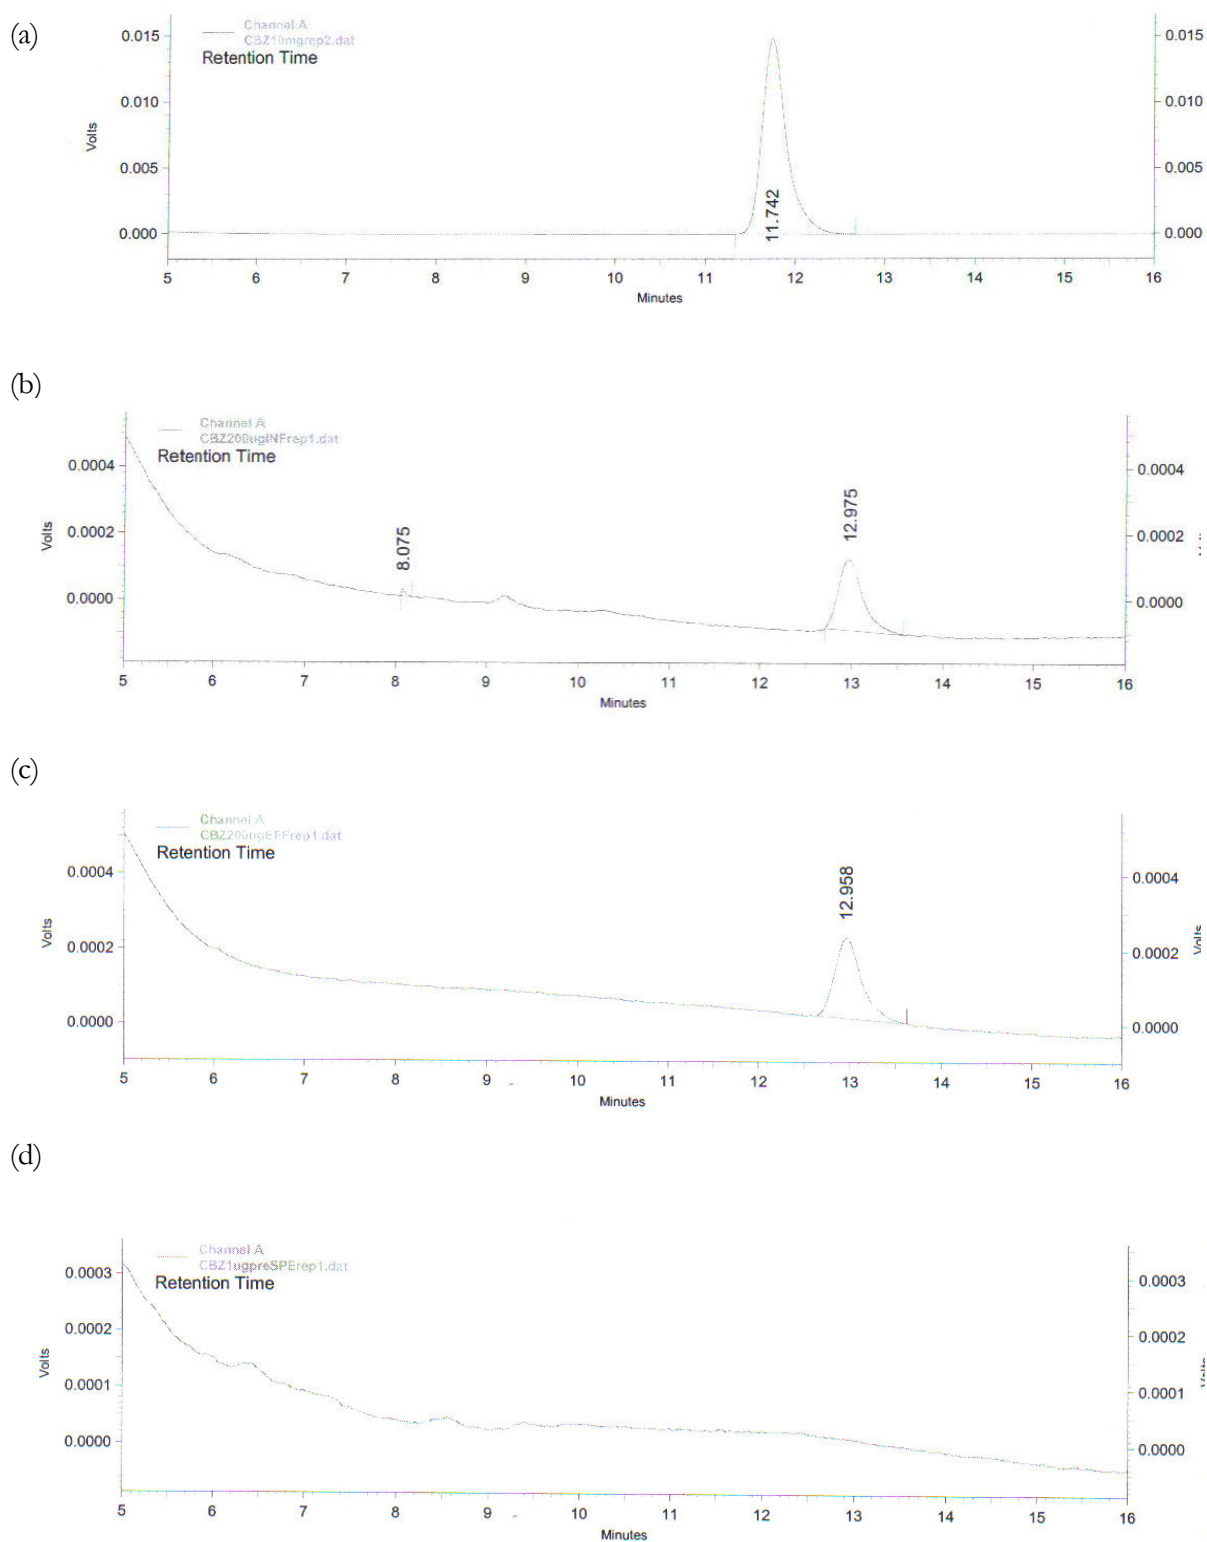 (a)
Channel A
CBZ10mgrep2.dat
Retention Time
0.015
0.010
0.005
0.000
Volts
0.015
0.010
0.005
0.000
11.742
5 6 7 8 9 10 11 12 13 14 15 16
Minutes
(b)
Channel A
CBZ200ugINFrep1.dat
Retention Time
0.0004
0.0002
0.0000
Volts
0.0004
0.0002
0.0000
8.075
12.975
5 6 7 8 9 10 11 12 13 14 15 16
Minutes
(c)
Channel A
Retention Time
0.0004
0.0002
0.0000
Volts
0.0004
0.0002
0.0000
Volts
12.958
5 6 7 8 9 10 11 12 13 14 15 16
Minutes
(d)
Channel A
CBZ1ugpreSPErep1.dat
Retention Time
0.0003
0.0002
0.0001
0.0000
Volts
0.0003
0.0002
0.0001
0.0000
Volts
5 6 7 8 9 10 11 12 13 14 15 16
Minutes